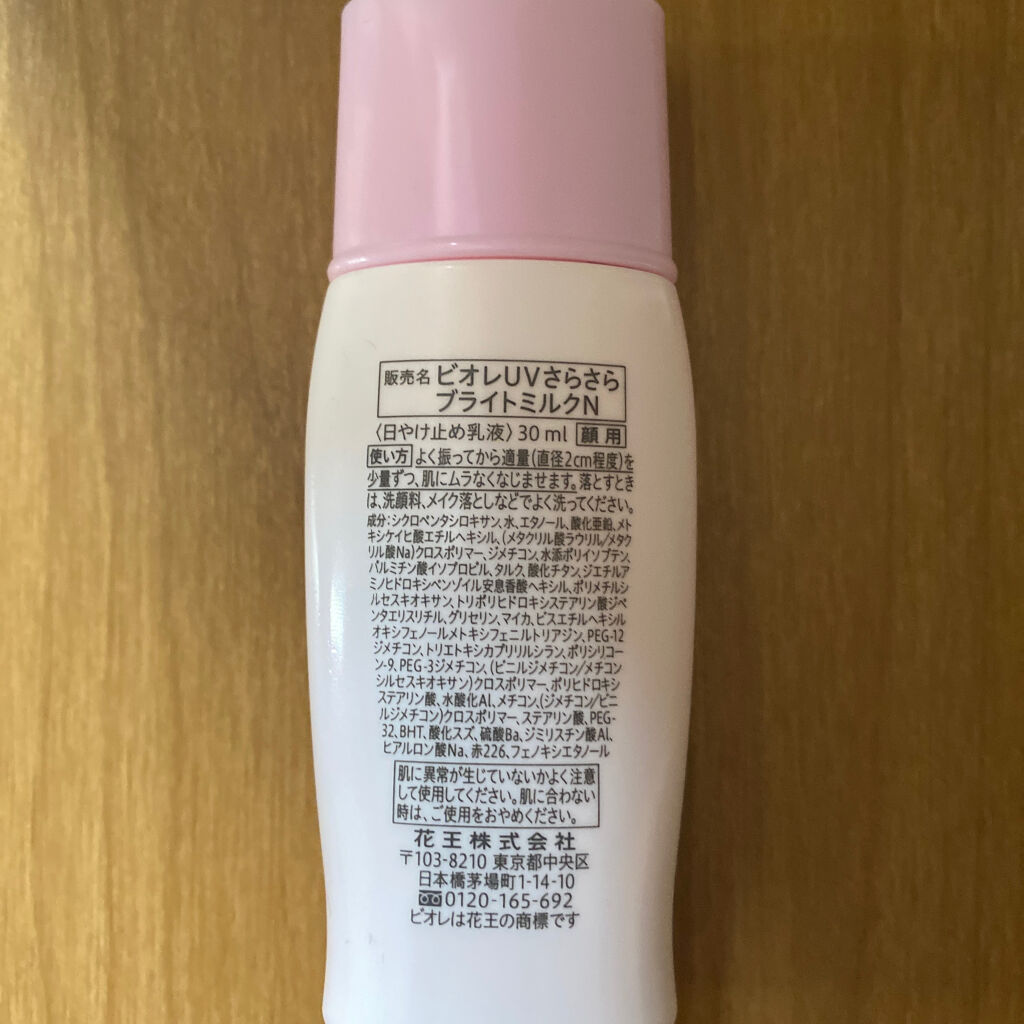 販売名 ビオレUVさらさら
ブライトミルクN
〈日やけ止め乳液〉30ml 顔用
使い方 よく振ってから適量(直径2cm程度)を
少量ずつ、肌にムラなくなじませます。落とすとき
は、洗顔料、メイク落としなどでよく洗ってください。
成分:シクロペンタシロキサン、水、エタノール、酸化亜鉛、メト
キシケイヒ酸エチルヘキシル、(メタクリル酸ラウリル/メタク
リル酸Na)クロスポリマー、ジメチコン、水添ポリイソブテン、
パルミチン酸イソプロピル、タルク、酸化チタン、ジエチルア
ミノヒドロキシベンゾイル安息香酸ヘキシル、ポリメチルシ
ルセスキオキサン、トリポリヒドロキシステアリン酸ジペ
ンタエリスリチル、グリセリン、マイカ、ビスエチルヘキシル
オキシフェノールメトキシフェニルトリアジン、PEG-12
ジメチコン、トリエトキシカプリリルシラン、ポリシリコー
ン-9、PEG-3ジメチコン、(ビニルジメチコン/メチコン
シルセスキオキサン)クロスポリマー、ポリヒドロキシ
ステアリン酸、水酸化Al、メチコン、(ジメチコン/ビニ
ルジメチコン)クロスポリマー、ステアリン酸、PEG-
32、BHT、酸化スズ、硫酸Ba、ジミリスチン酸Al、
ヒアルロン酸Na、赤226、フェノキシエタノール
肌に異常が生じていないかよく注意
して使用してください。肌に合わない
時は、ご使用をおやめください。
花王株式会社
〒103-8210 東京都中央区
日本橋茅場町1-14-10
0120-165-692
ビオレは花王の商標です